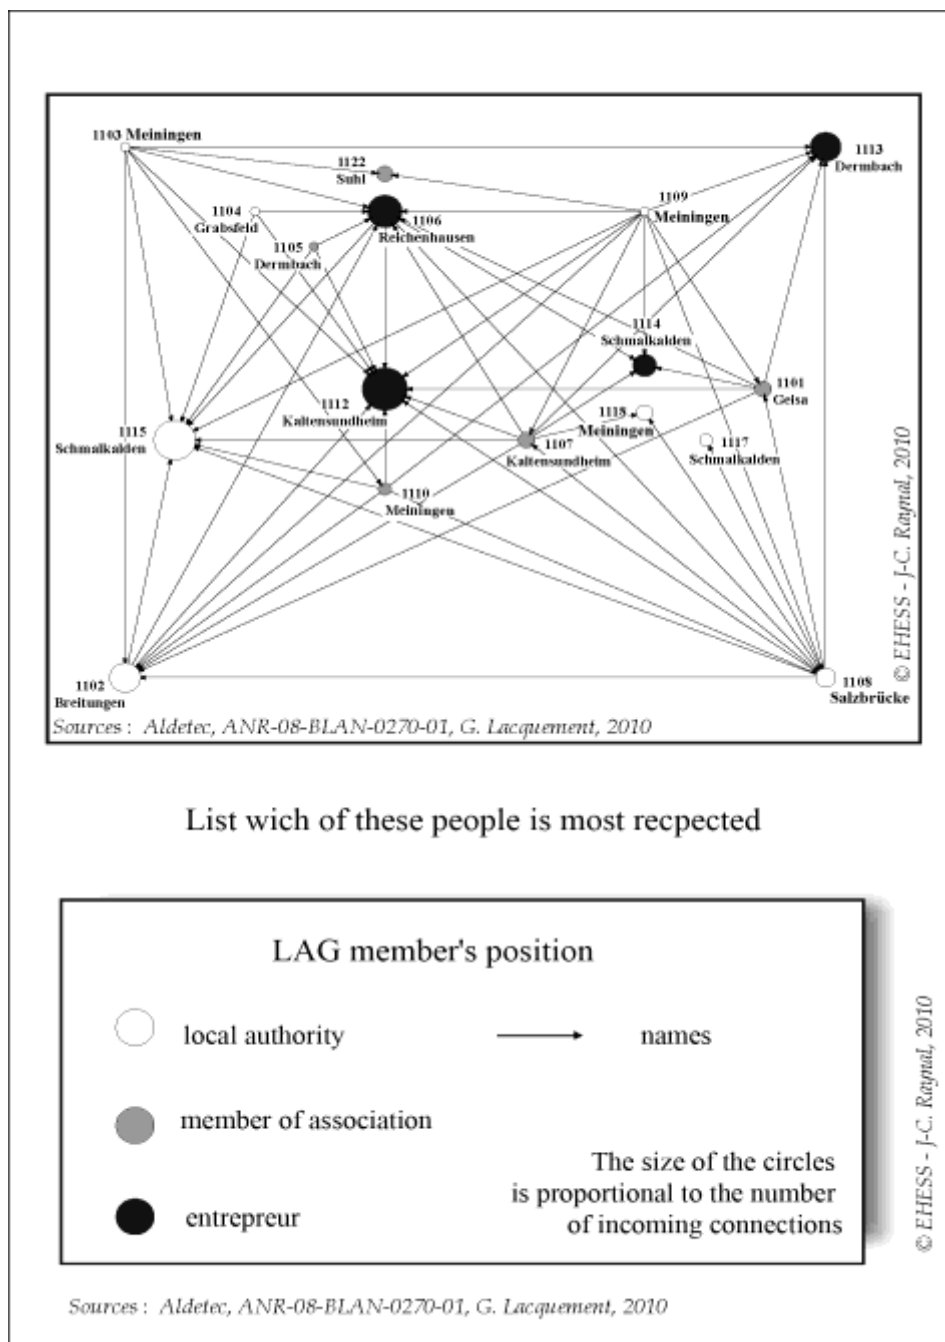 1103 Meiningen
1113
Dermbach
1122
Suhl
1109
Meiningen
1104
Grabsfeld
1106
Reichenhausen
1105
Dermbach
1114
Schmalkalden
1101
Geisa
1112
Kaltensundheim
1118
Meiningen
1115
Schmalkalden
1107
Kaltensundheim
1117
Schmalkalden
1110
Meiningen
1102
Breitungen
1108
Salzbrücke
© EHESS - J-C. Raynal, 2010
Sources : Aldetec, ANR-08-BLAN-0270-01, G. Lacquement, 2010
List wich of these people is most recpected
LAG member's position
local authority
names
member of association
entrepreur
The size of the circles
is proportional to the number
of incoming connections
© EHESS - J-C. Raynal, 2010
Sources : Aldetec, ANR-08-BLAN-0270-01, G. Lacquement, 2010